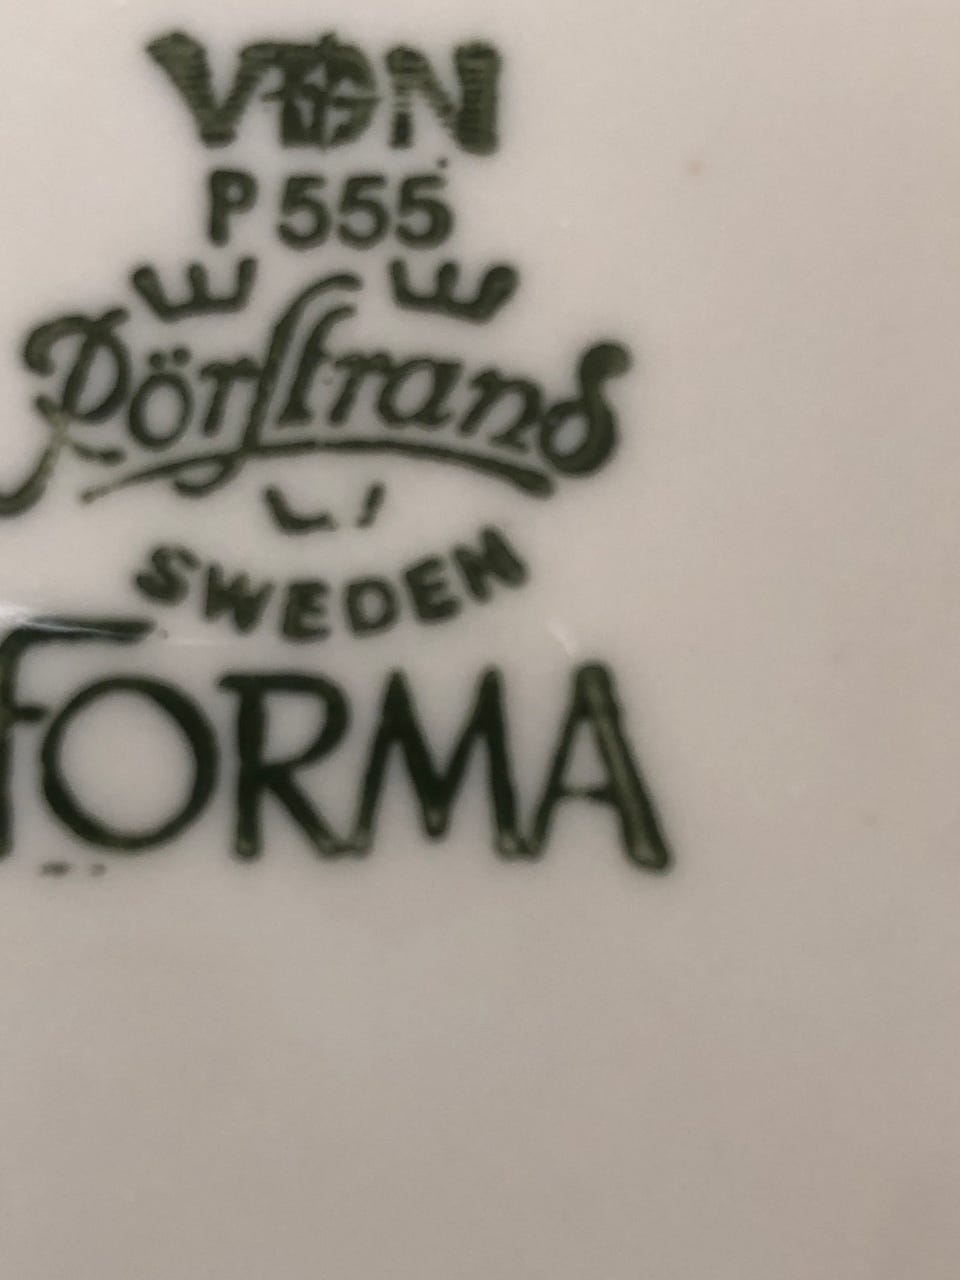 VDN
P 555
Rörstrand
SWEDEN
FORMA